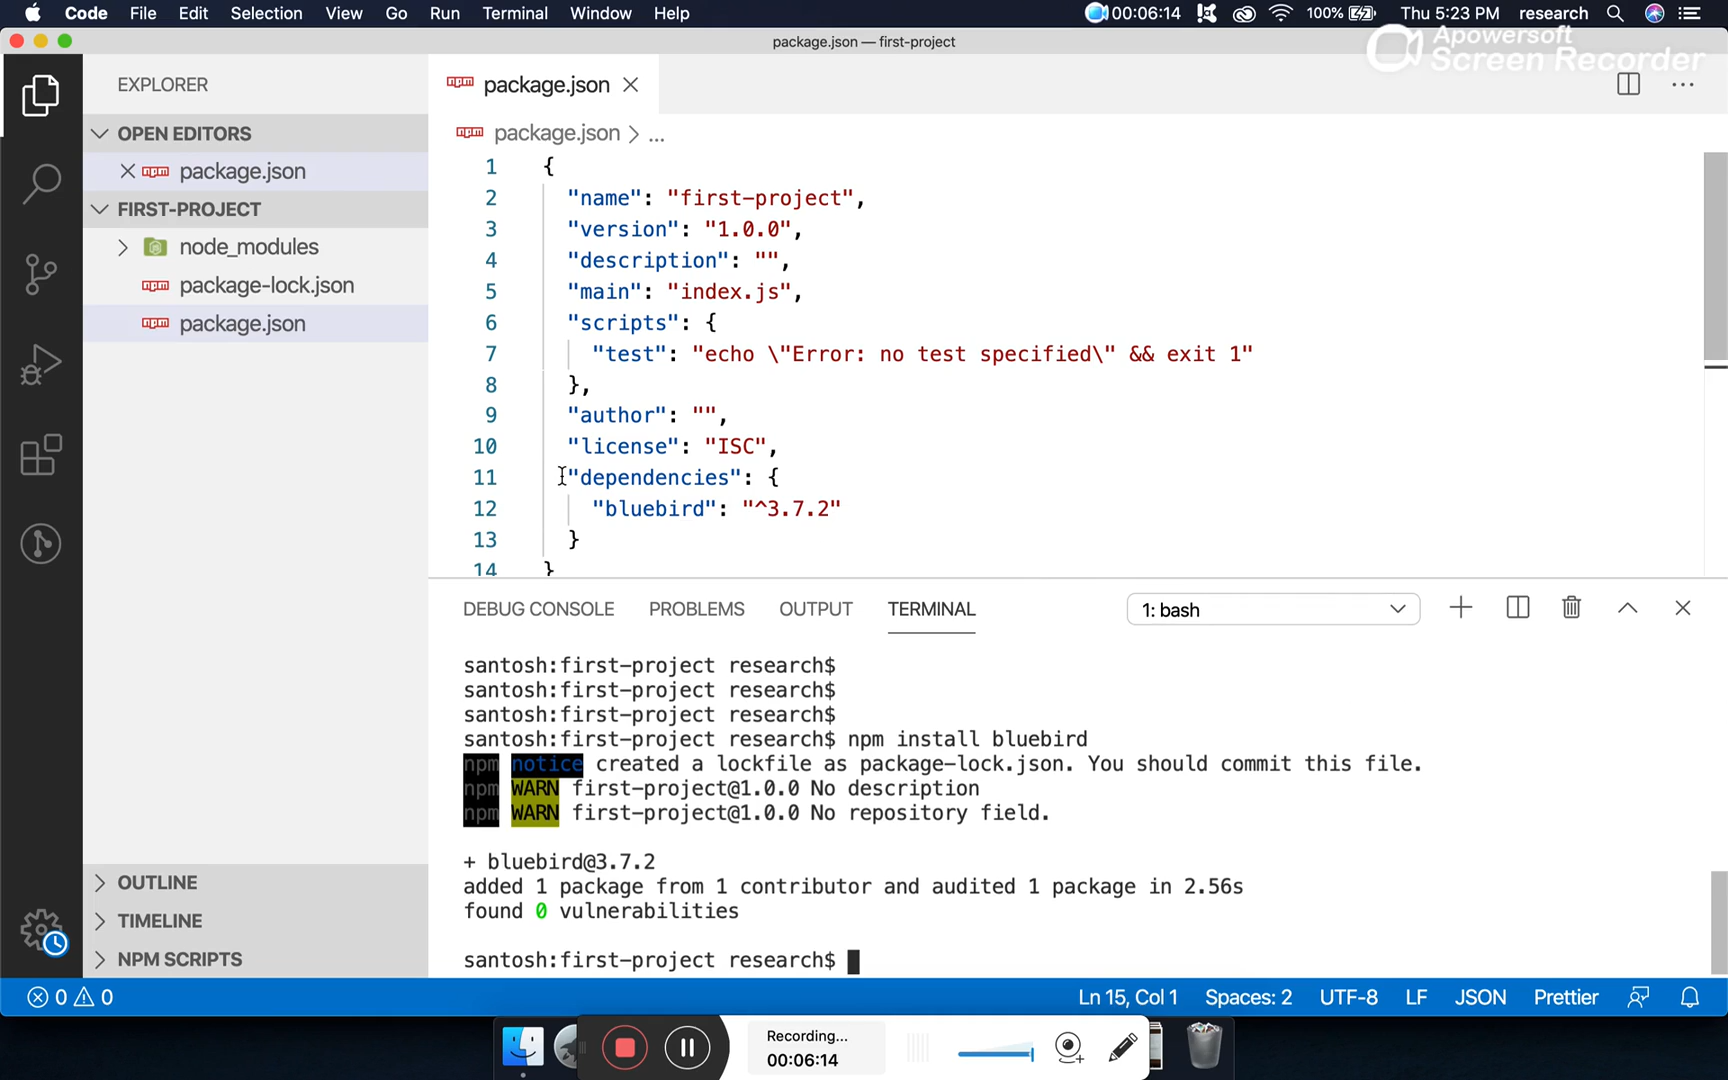 Code File Edit Selection View Go Run Terminal Window Help 00:06:14 100% Thu 5:23 PM research
package.json — first-project
Apowersoft
Screen Recorder
EXPLORER
OPEN EDITORS
package.json
FIRST-PROJECT
node_modules
package-lock.json
package.json
OUTLINE
TIMELINE
NPM SCRIPTS
package.json
package.json > ...
1 {
2 "name": "first-project",
3 "version": "1.0.0",
4 "description": "",
5 "main": "index.js",
6 "scripts": {
7 "test": "echo \"Error: no test specified\" && exit 1"
8 },
9 "author": "",
10 "license": "ISC",
11 "dependencies": {
12 "bluebird": "^3.7.2"
13 }
14 }
DEBUG CONSOLE PROBLEMS OUTPUT TERMINAL 1: bash
santosh:first-project research$
santosh:first-project research$
santosh:first-project research$
santosh:first-project research$ npm install bluebird
npm notice created a lockfile as package-lock.json. You should commit this file.
npm WARN first-project@1.0.0 No description
npm WARN first-project@1.0.0 No repository field.
+ bluebird@3.7.2
added 1 package from 1 contributor and audited 1 package in 2.56s
found 0 vulnerabilities
santosh:first-project research$
0 0 Ln 15, Col 1 Spaces: 2 UTF-8 LF JSON Prettier
Recording...
00:06:14